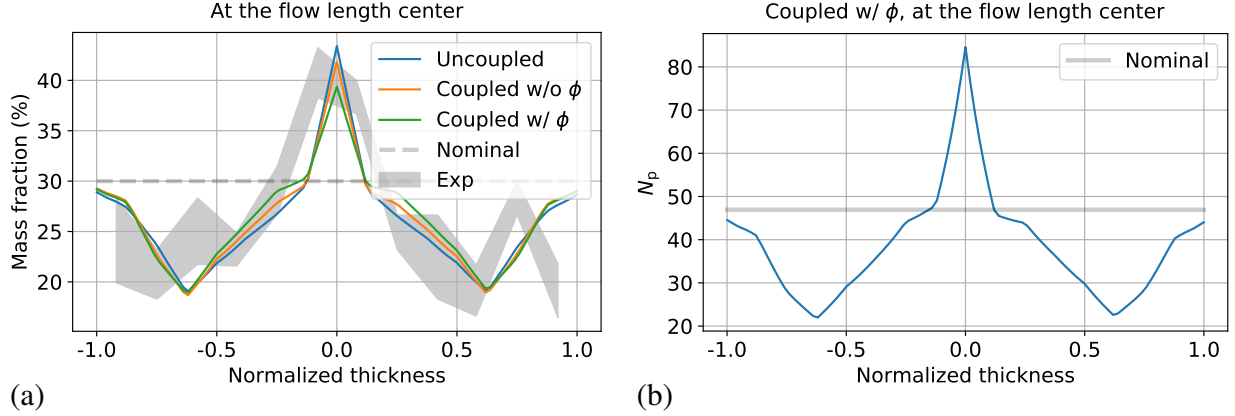 At the flow length center
Mass fraction (%)
40
35
30
25
20
-1.0 -0.5 0.0 0.5 1.0
Normalized thickness
Uncoupled
Coupled w/o ϕ
Coupled w/ ϕ
Nominal
Exp
(a)
Coupled w/ ϕ, at the flow length center
Nₚ
80
70
60
50
40
30
20
-1.0 -0.5 0.0 0.5 1.0
Normalized thickness
Nominal
(b)